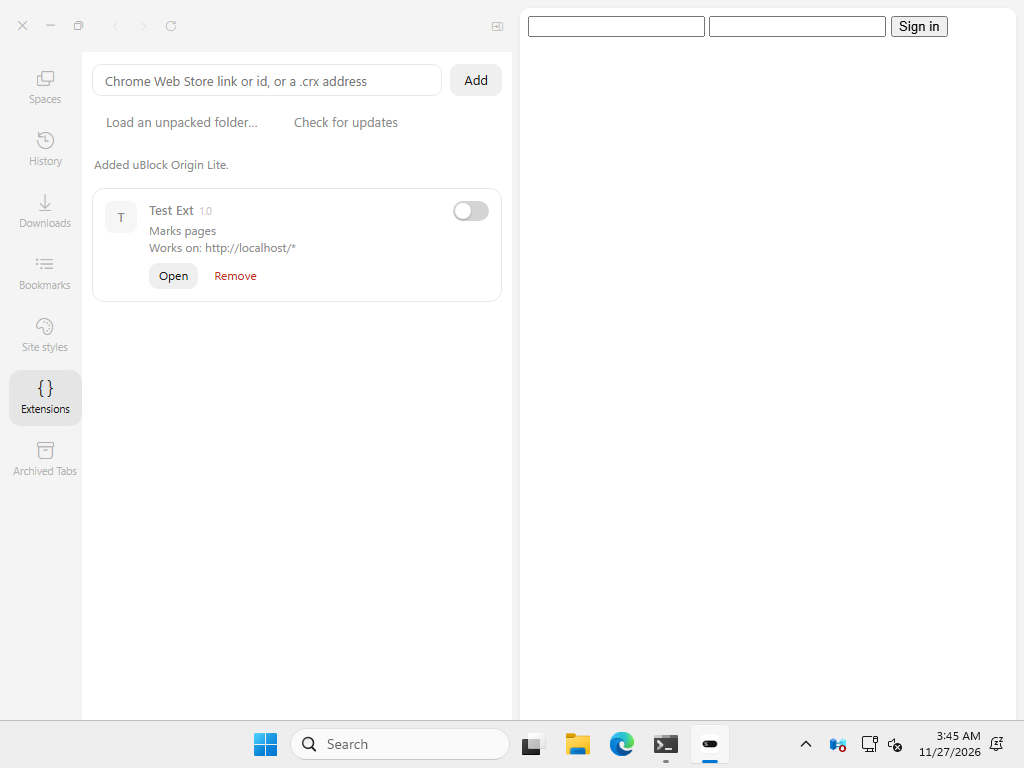 Spaces
History
Downloads
Bookmarks
Site styles
{ }
Extensions
Archived Tabs
Chrome Web Store link or id, or a .crx address
Add
Load an unpacked folder...
Check for updates
Added uBlock Origin Lite.
T
Test Ext 1.0
Marks pages
Works on: http://localhost/*
Open
Remove
Sign in
Search
3:45 AM
11/27/2026